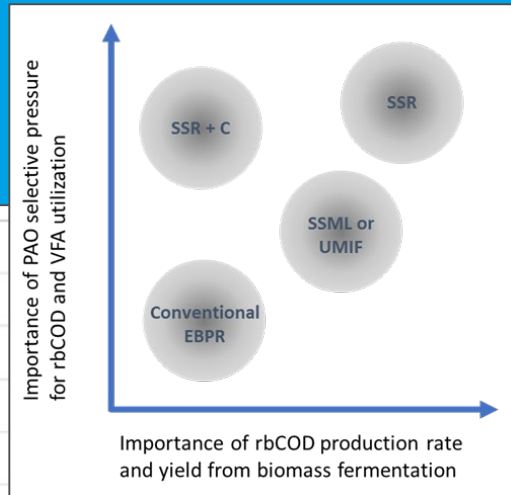 Importance of PAO selective pressure
for rbCOD and VFA utilization
SSR + C
SSR
SSML or
UMIF
Conventional
EBPR
Importance of rbCOD production rate
and yield from biomass fermentation